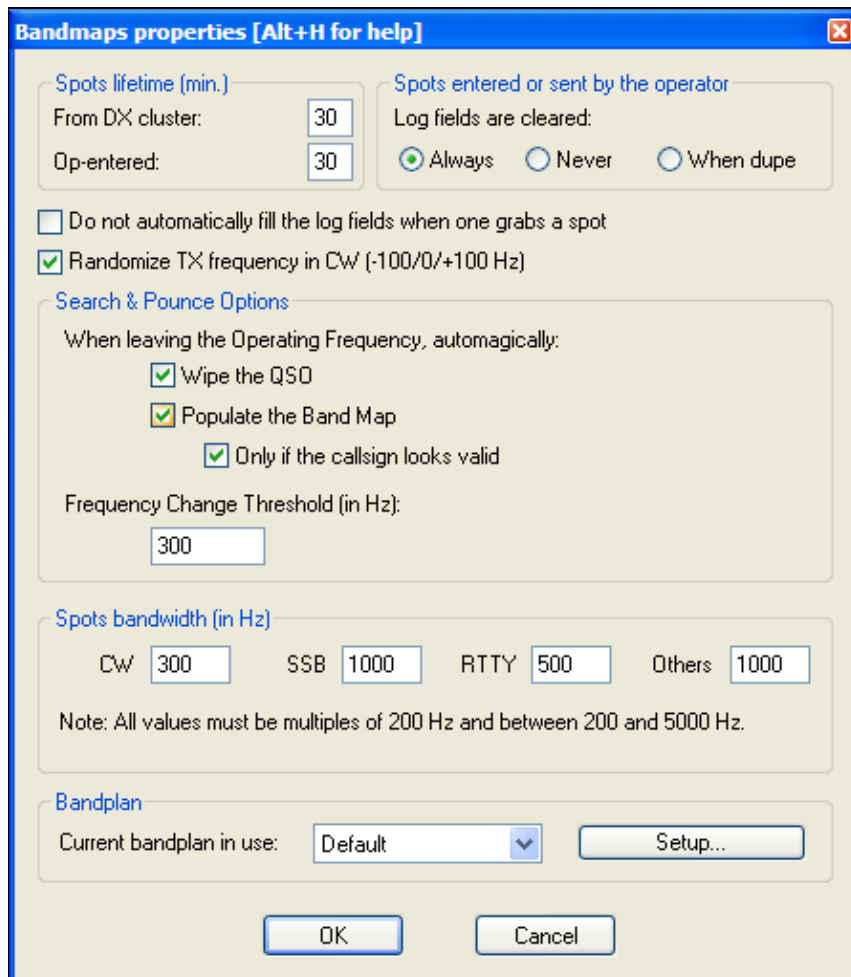 Bandmaps properties [Alt+H for help]
Spots lifetime (min.)
From DX cluster: 30
Op-entered: 30
Spots entered or sent by the operator
Log fields are cleared:
Always Never When dupe
Do not automatically fill the log fields when one grabs a spot
Randomize TX frequency in CW (-100/0/+100 Hz)
Search & Pounce Options
When leaving the Operating Frequency, automagically:
Wipe the QSO
Populate the Band Map
Only if the callsign looks valid
Frequency Change Threshold (in Hz):
300
Spots bandwidth (in Hz)
CW 300 SSB 1000 RTTY 500 Others 1000
Note: All values must be multiples of 200 Hz and between 200 and 5000 Hz.
Bandplan
Current bandplan in use: Default Setup...
OK Cancel